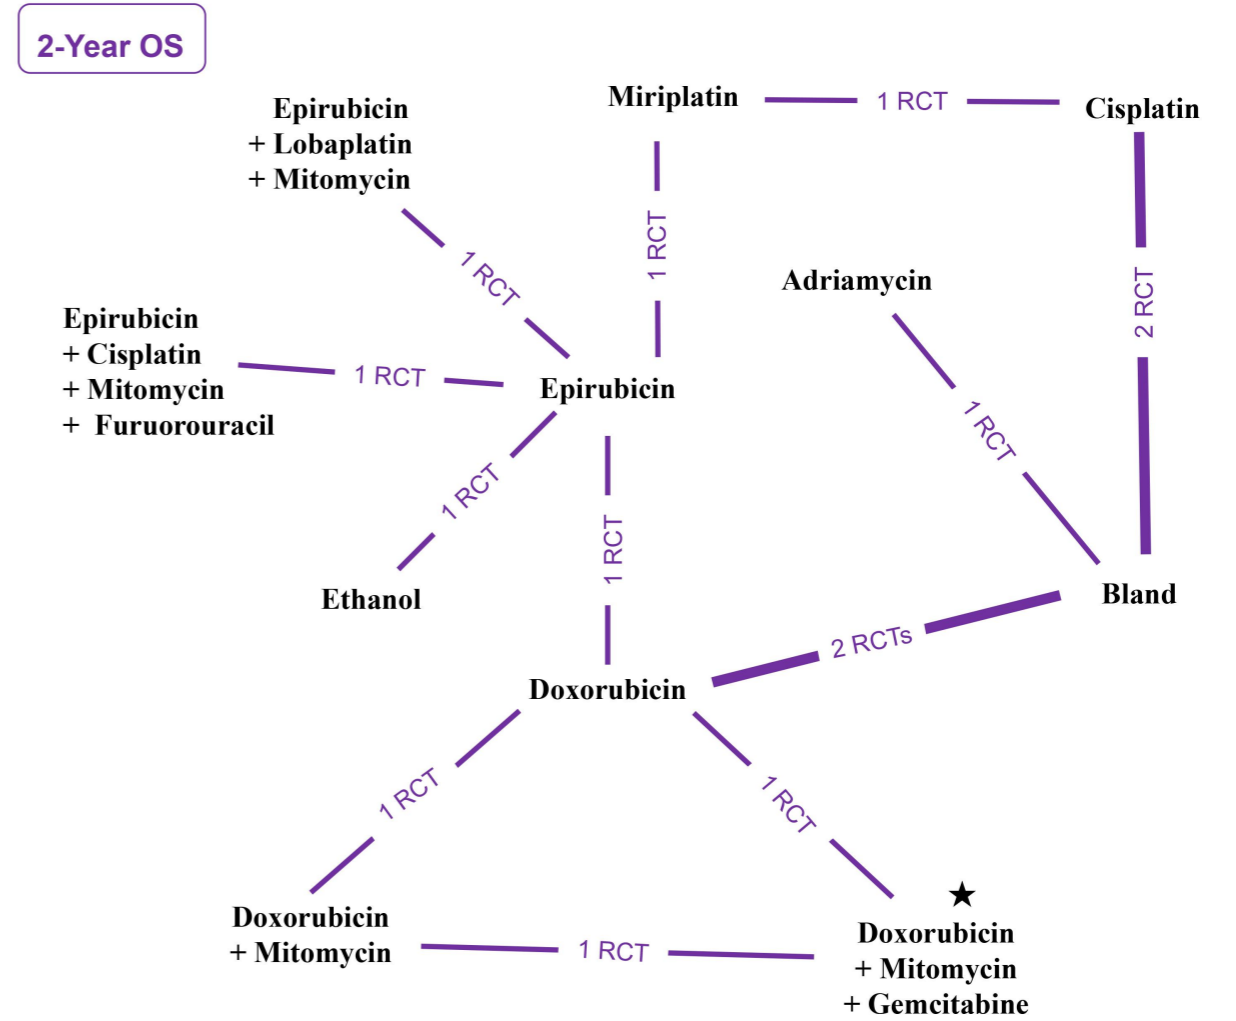 2-Year OS
Epirubicin
+ Lobaplatin
+ Mitomycin
Miriplatin
1 RCT
Cisplatin
1 RCT
1 RCT
2 RCT
Adriamycin
Epirubicin
+ Cisplatin
+ Mitomycin
+ Furuorouracil
1 RCT
Epirubicin
1 RCT
1 RCT
1 RCT
Ethanol
Bland
2 RCTs
Doxorubicin
1 RCT
1 RCT
Doxorubicin
+ Mitomycin
1 RCT
★
Doxorubicin
+ Mitomycin
+ Gemcitabine